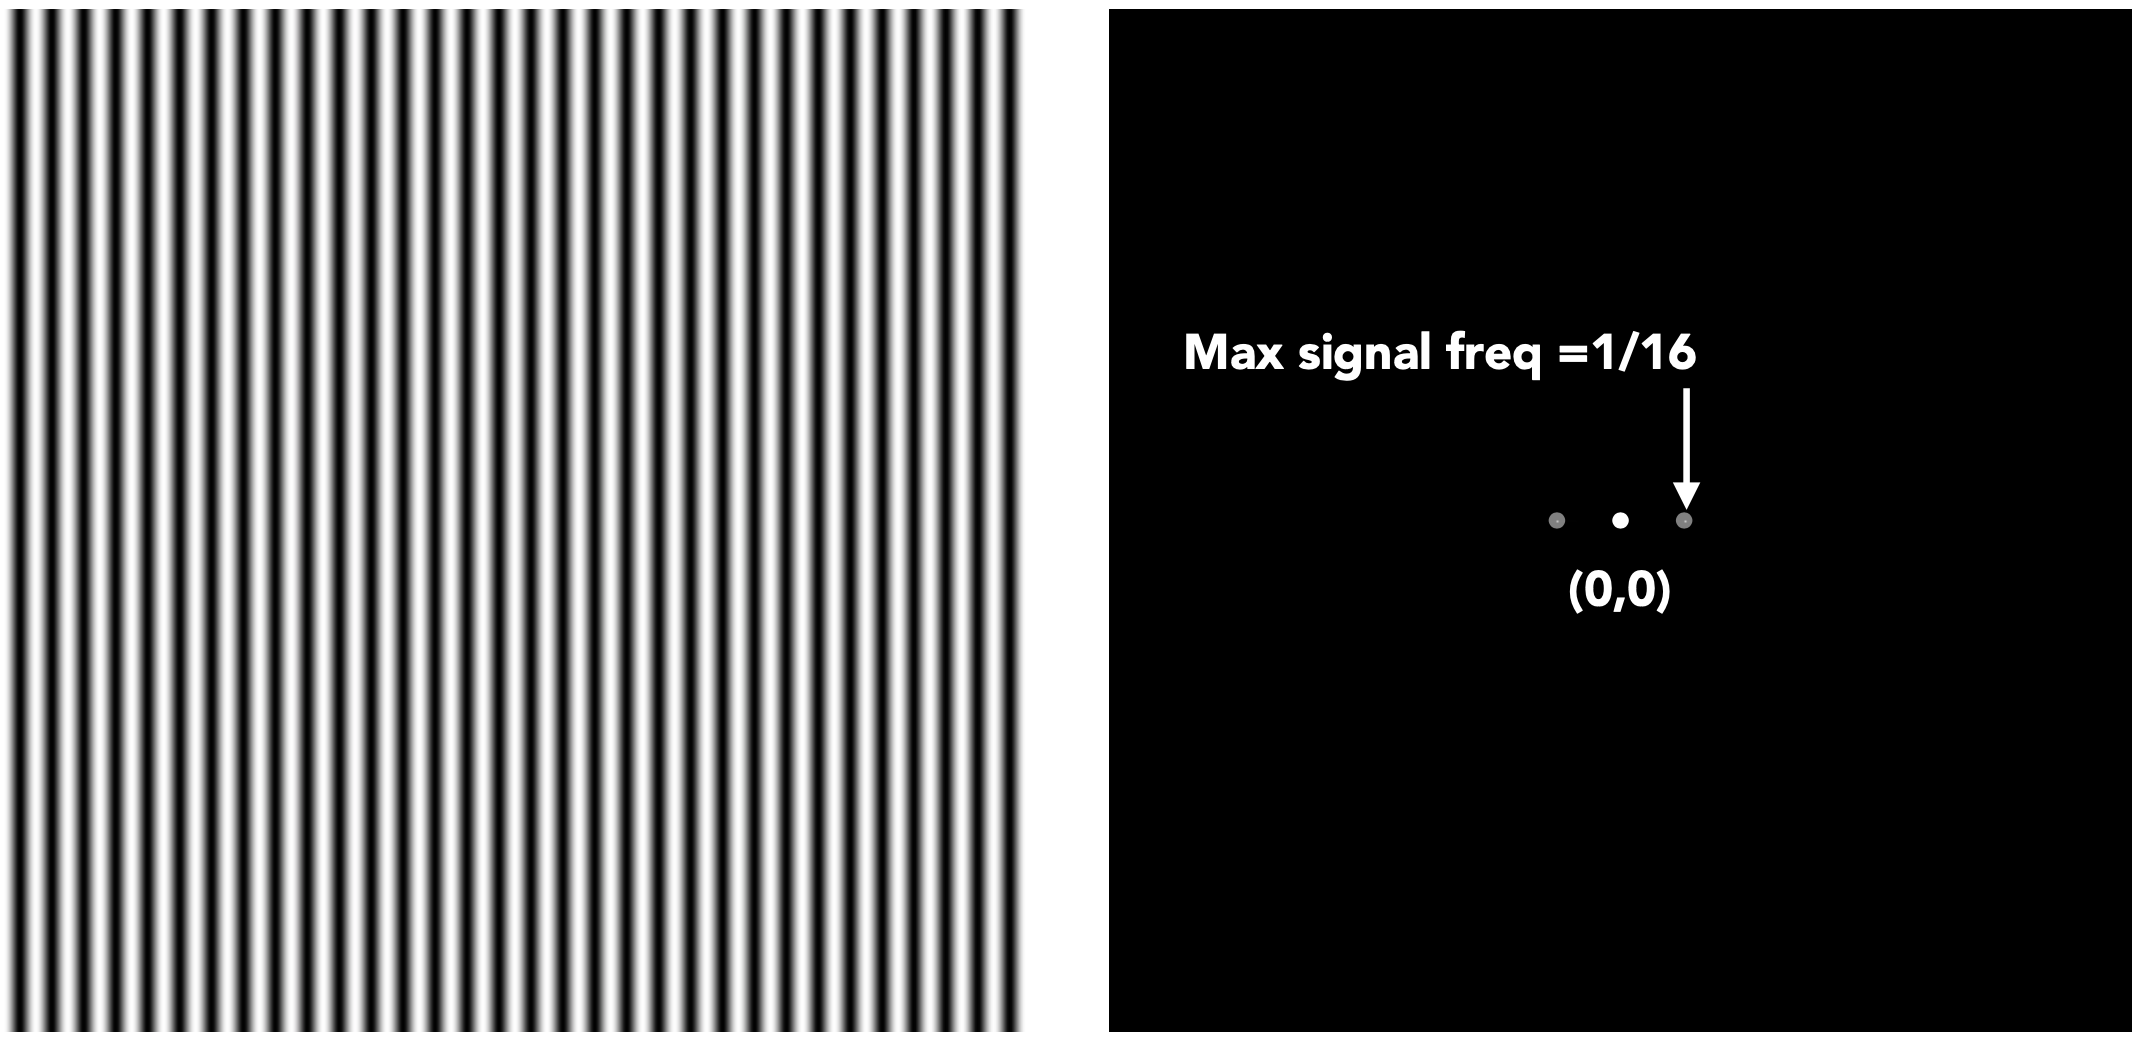 Max signal freq =1/16
(0,0)